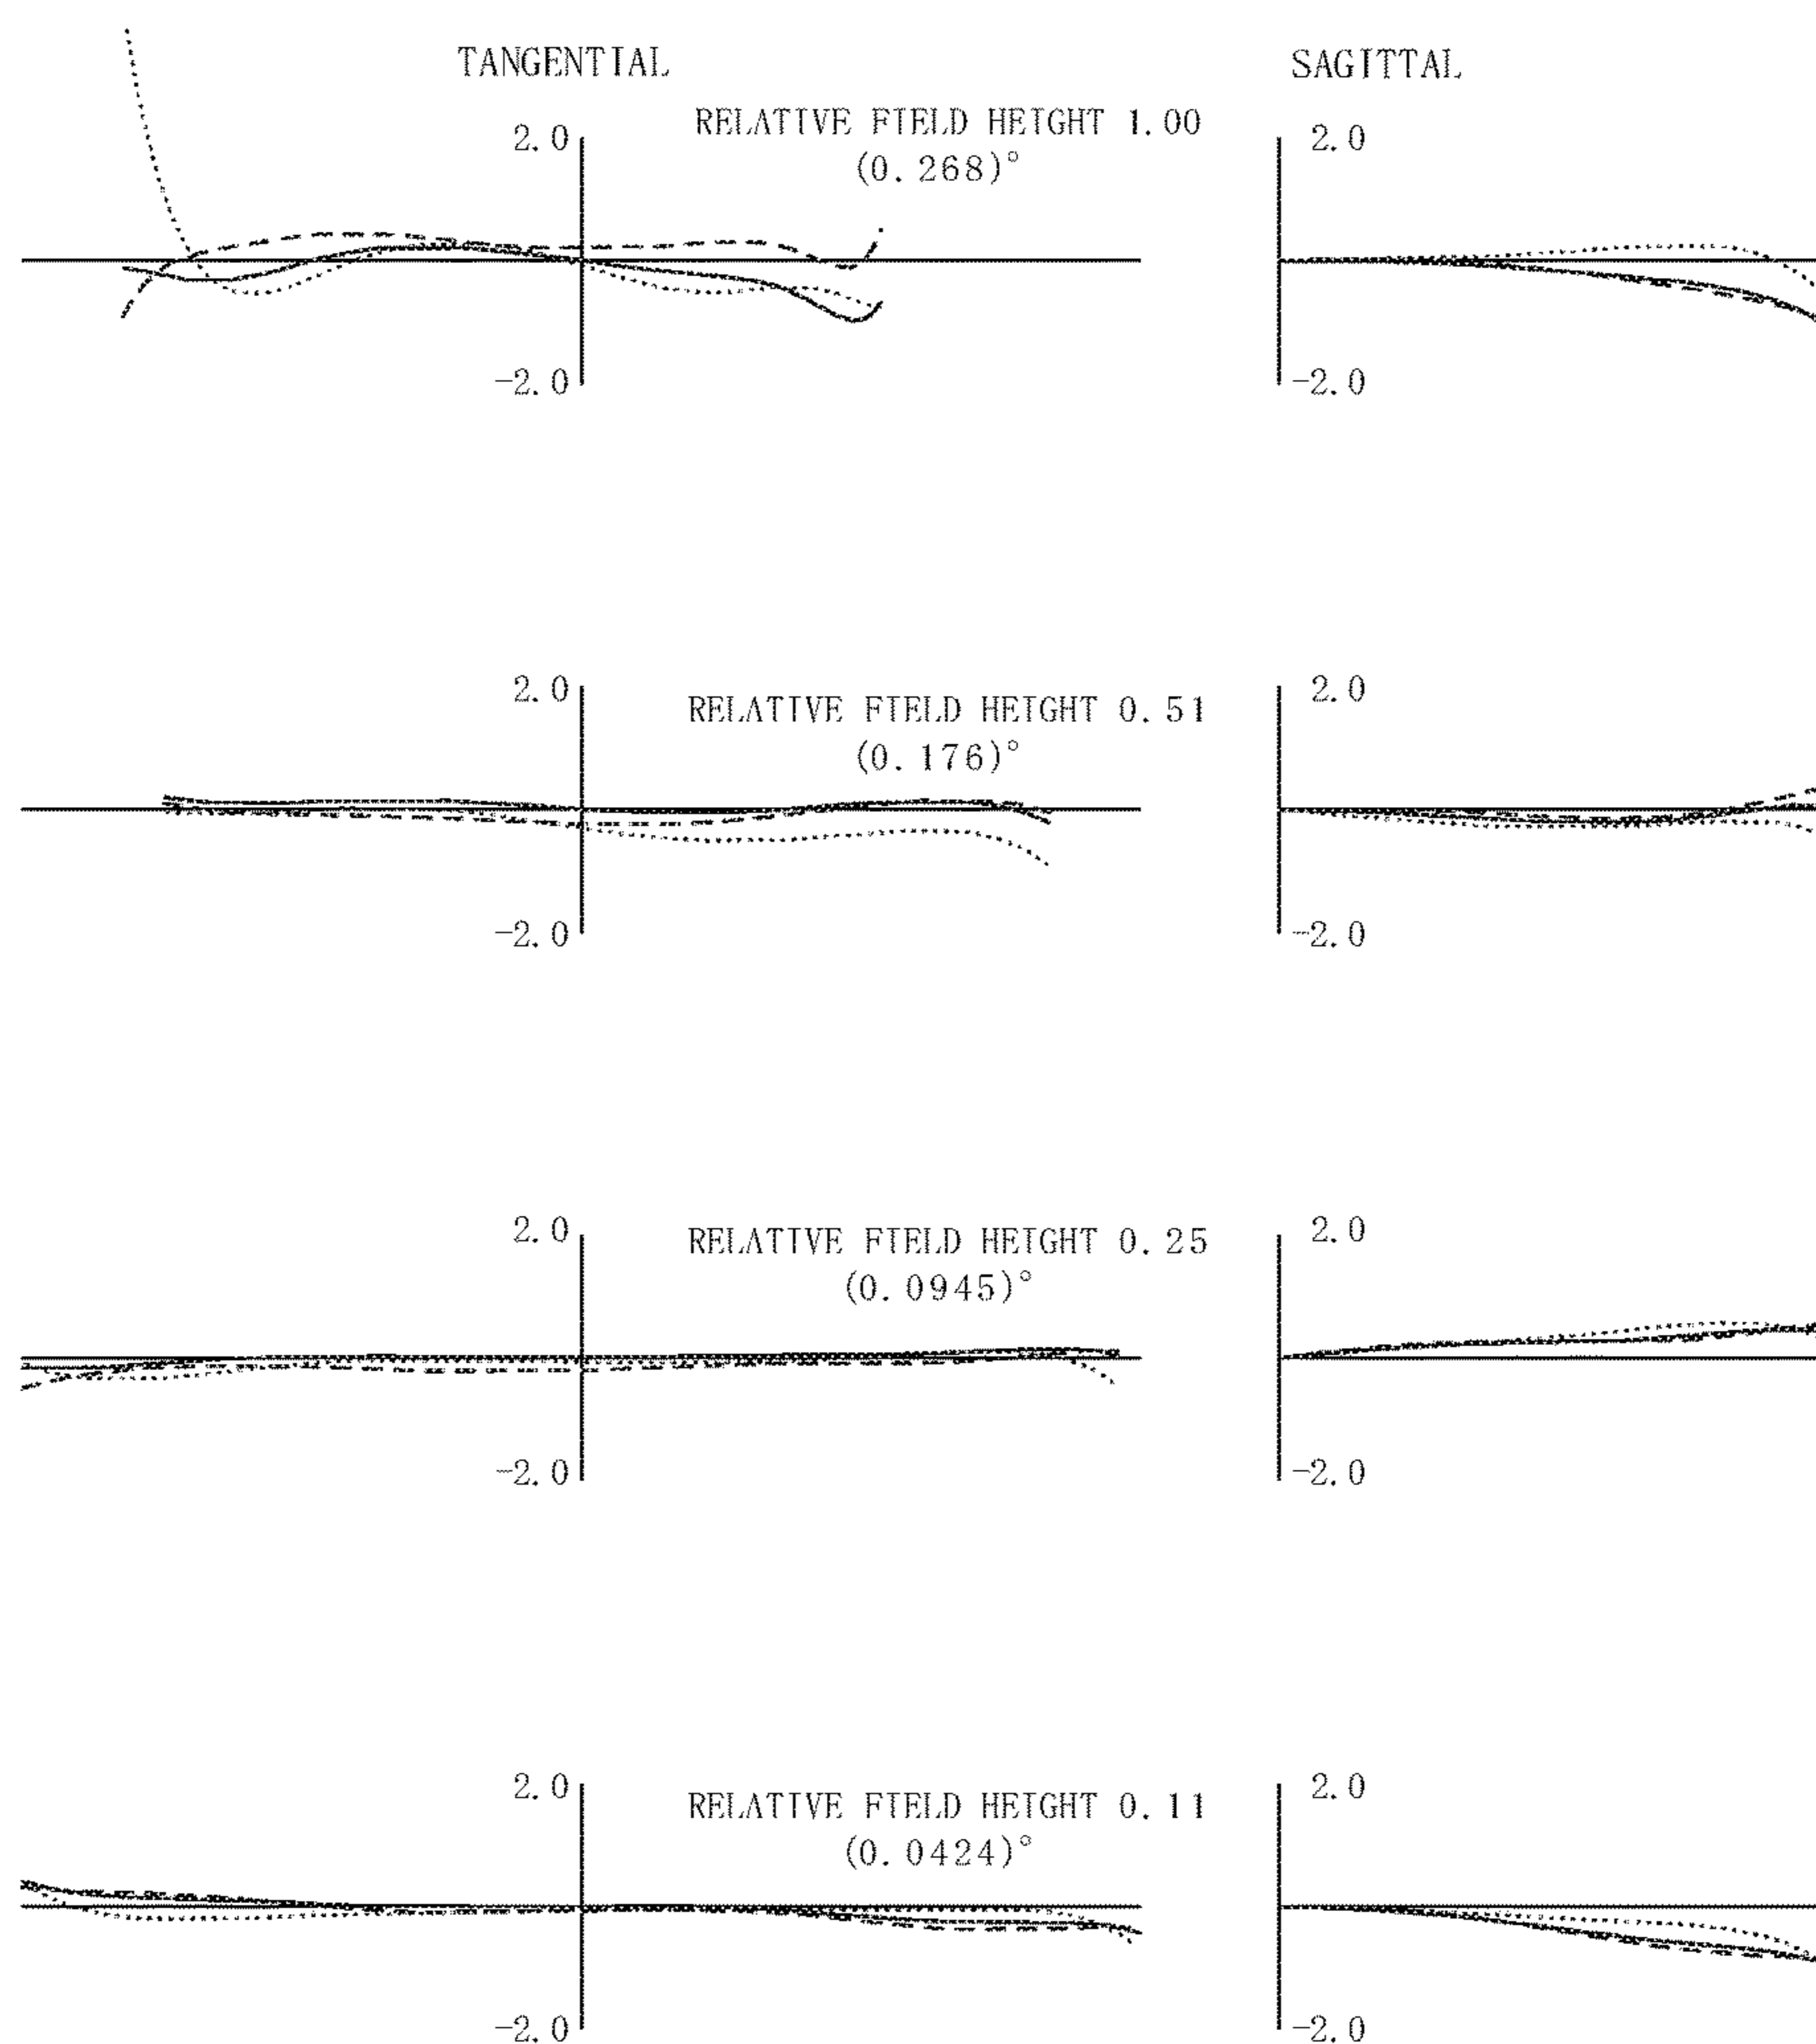 TANGENTIAL SAGITTAL
RELATIVE FIELD HEIGHT 1.00
(0.268)°
2.0 2.0
-2.0 -2.0
RELATIVE FIELD HEIGHT 0.51
(0.176)°
2.0 2.0
-2.0 -2.0
RELATIVE FIELD HEIGHT 0.25
(0.0945)°
2.0 2.0
-2.0 -2.0
RELATIVE FIELD HEIGHT 0.11
(0.0424)°
2.0 2.0
-2.0 -2.0